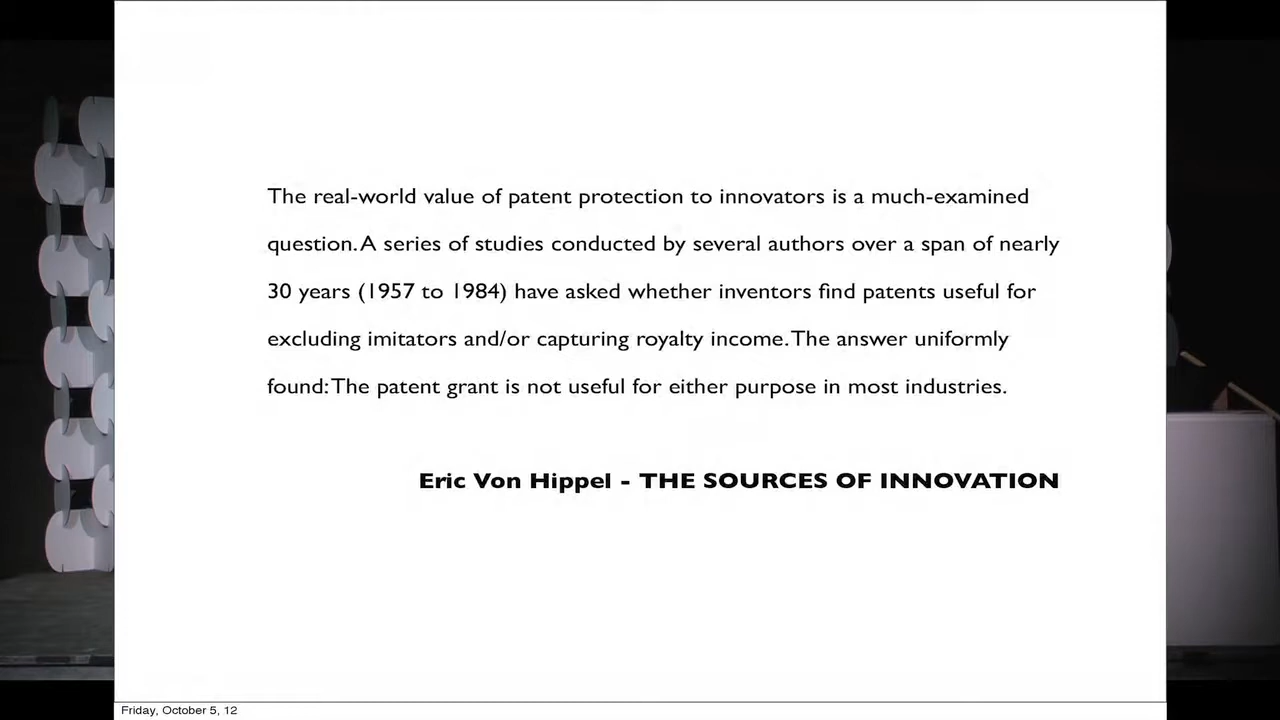 The real-world value of patent protection to innovators is a much-examined
question. A series of studies conducted by several authors over a span of nearly
30 years (1957 to 1984) have asked whether inventors find patents useful for
excluding imitators and/or capturing royalty income. The answer uniformly
found: The patent grant is not useful for either purpose in most industries.
Eric Von Hippel - THE SOURCES OF INNOVATION
Friday, October 5, 12